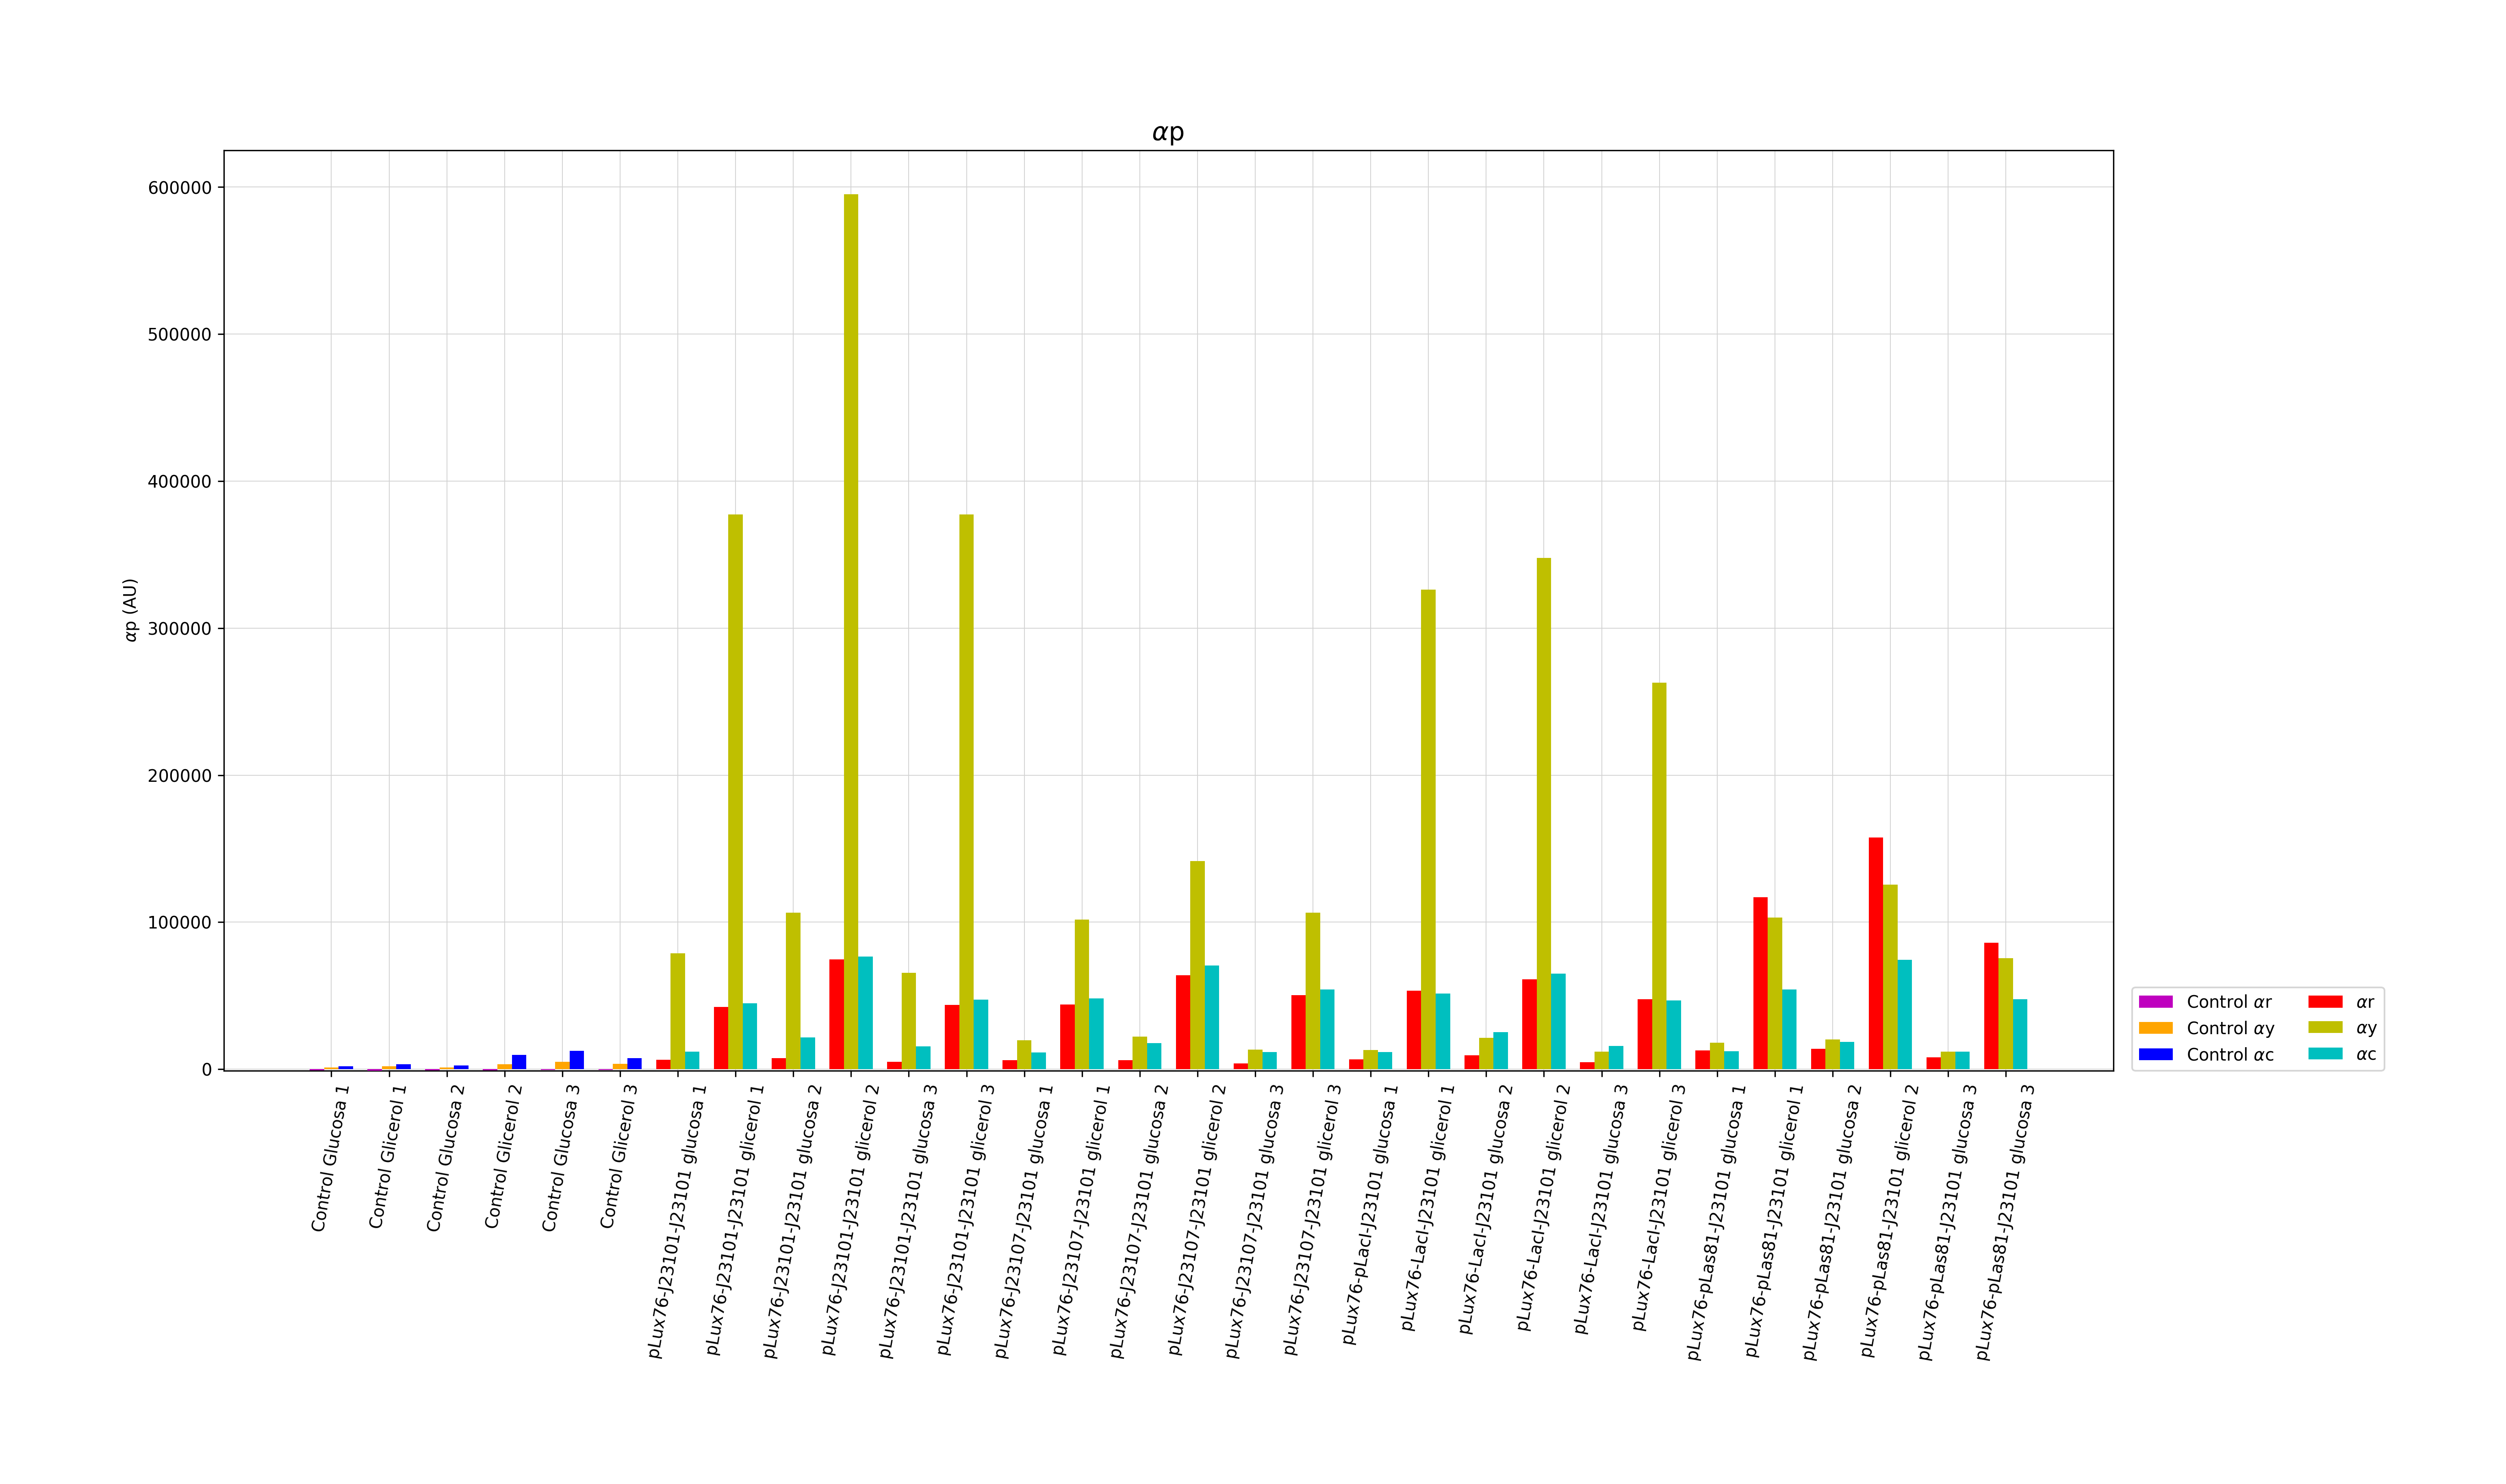 αp
αp (AU)
600000
500000
400000
300000
200000
100000
0
Control Glucosa 1
Control Glicerol 1
Control Glucosa 2
Control Glicerol 2
Control Glucosa 3
Control Glicerol 3
pLux76-J23101-J23101 glucosa 1
pLux76-J23101-J23101 glicerol 1
pLux76-J23101-J23101 glucosa 2
pLux76-J23101-J23101 glicerol 2
pLux76-J23101-J23101 glucosa 3
pLux76-J23101-J23101 glicerol 3
pLux76-J23107-J23101 glucosa 1
pLux76-J23107-J23101 glicerol 1
pLux76-J23107-J23101 glucosa 2
pLux76-J23107-J23101 glicerol 2
pLux76-J23107-J23101 glucosa 3
pLux76-J23107-J23101 glicerol 3
pLux76-pLacI-J23101 glucosa 1
pLux76-LacI-J23101 glicerol 1
pLux76-LacI-J23101 glucosa 2
pLux76-LacI-J23101 glicerol 2
pLux76-LacI-J23101 glucosa 3
pLux76-LacI-J23101 glicerol 3
pLux76-pLas81-J23101 glucosa 1
pLux76-pLas81-J23101 glicerol 1
pLux76-pLas81-J23101 glucosa 2
pLux76-pLas81-J23101 glicerol 2
pLux76-pLas81-J23101 glucosa 3
pLux76-pLas81-J23101 glucosa 3
Control αr
Control αy
Control αc
αr
αy
αc